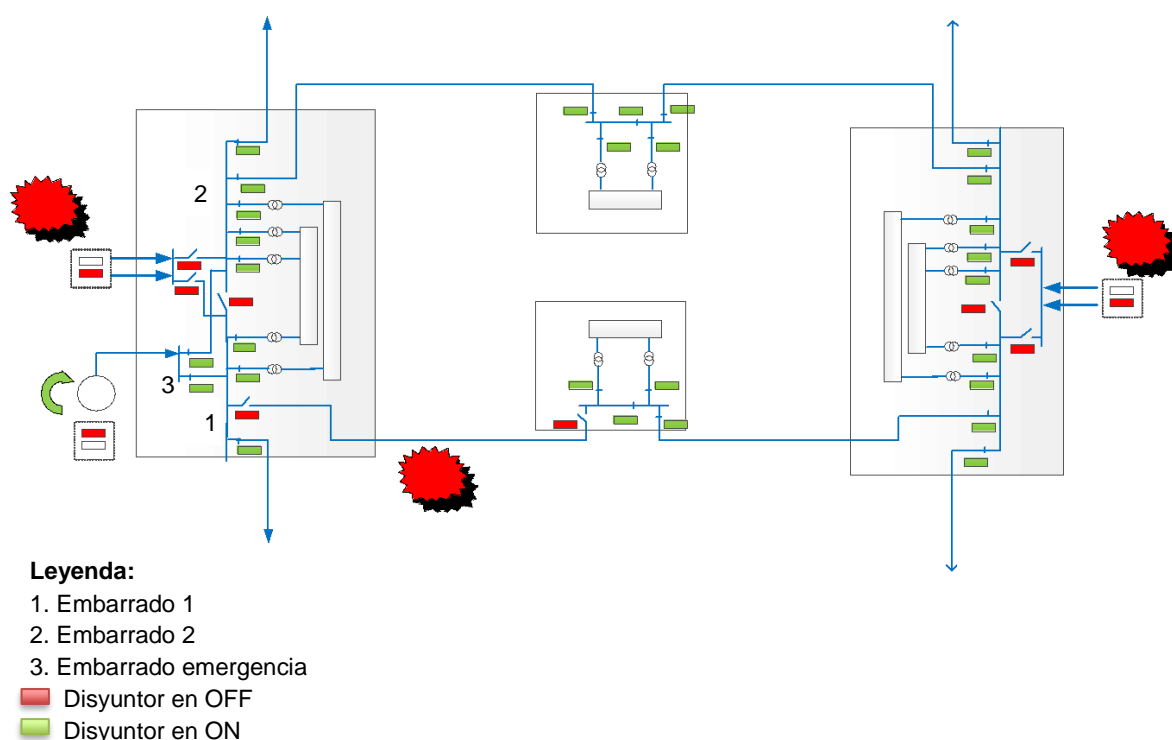 2
3
1
Leyenda:
1. Embarrado 1
2. Embarrado 2
3. Embarrado emergencia
Disyuntor en OFF
Disyuntor en ON